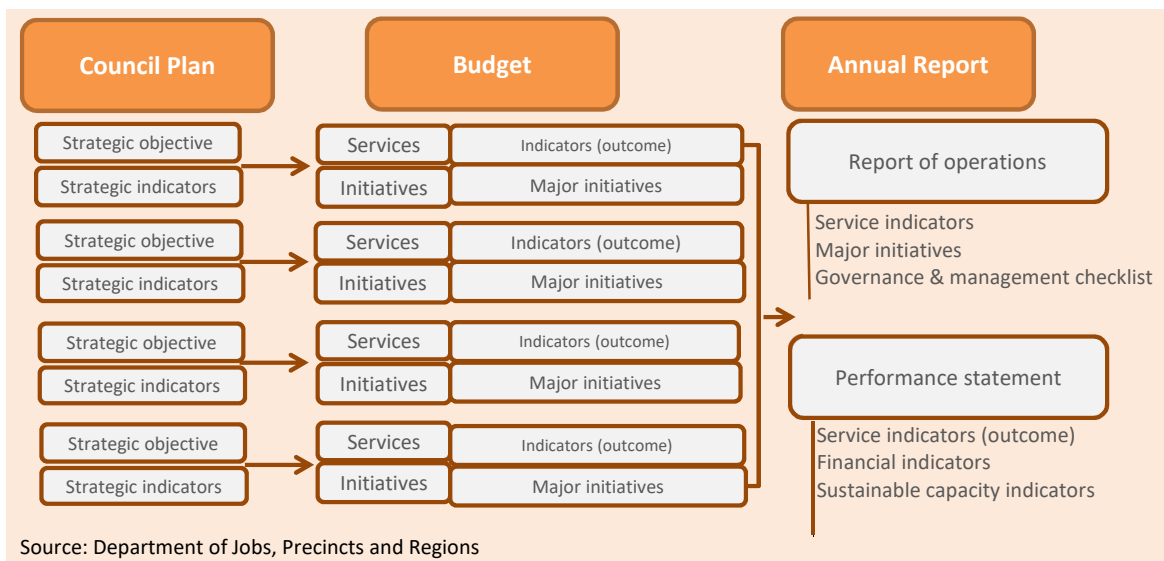 Council Plan
Budget
Annual Report
Strategic objective
Strategic indicators
Services
Indicators (outcome)
Initiatives
Major initiatives
Strategic objective
Strategic indicators
Services
Indicators (outcome)
Initiatives
Major initiatives
Strategic objective
Strategic indicators
Services
Indicators (outcome)
Initiatives
Major initiatives
Strategic objective
Strategic indicators
Services
Indicators (outcome)
Initiatives
Major initiatives
Report of operations
Service indicators
Major initiatives
Governance & management checklist
Performance statement
Service indicators (outcome)
Financial indicators
Sustainable capacity indicators
Source: Department of Jobs, Precincts and Regions